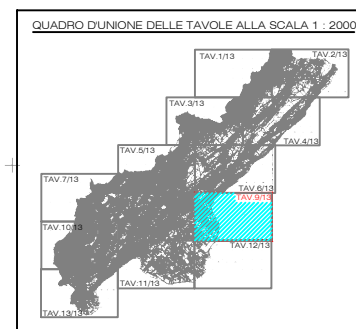 QUADRO D'UNIONE DELLE TAVOLE ALLA SCALA 1 : 2000
TAV.1/13
TAV.2/13
TAV.3/13
TAV.4/13
TAV.5/13
TAV.6/13
TAV.7/13
TAV.9/13
TAV.10/13
TAV.12/13
TAV.11/13
TAV.13/13